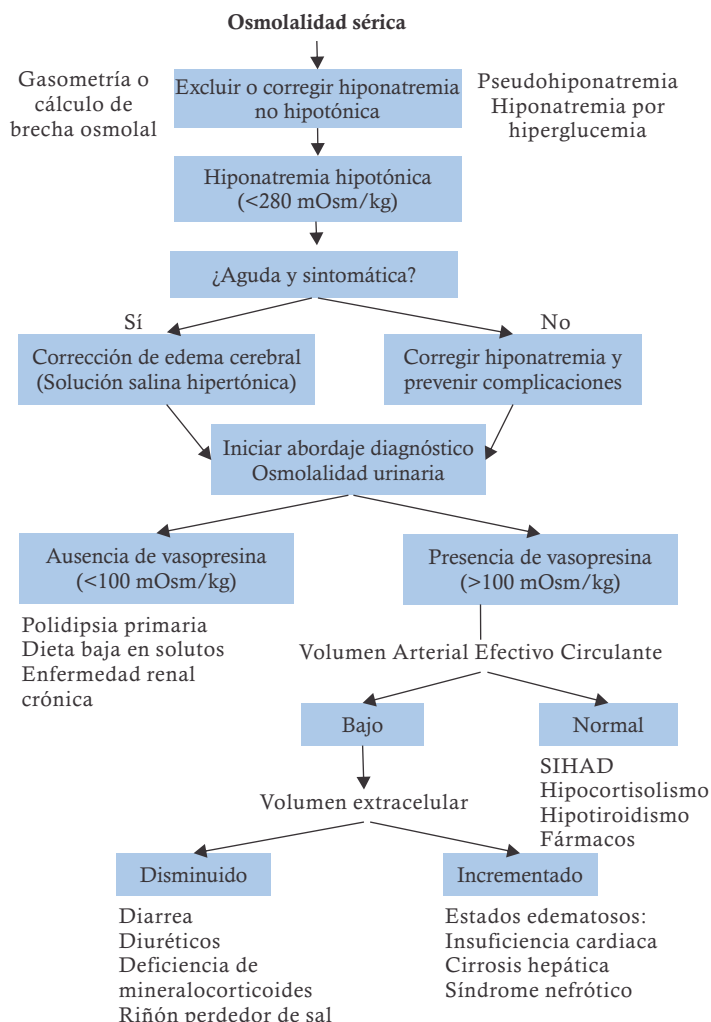 Osmolalidad sérica
Gasometría o
cálculo de
brecha osmolal
Excluir o corregir hiponatremia
no hipotónica
Pseudohiponatremia
Hiponatremia por
hiperglucemia
Hiponatremia hipotónica
(<280 mOsm/kg)
¿Aguda y sintomática?
Sí
No
Corrección de edema cerebral
(Solución salina hipertónica)
Corregir hiponatremia y
prevenir complicaciones
Iniciar abordaje diagnóstico
Osmolalidad urinaria
Ausencia de vasopresina
(<100 mOsm/kg)
Presencia de vasopresina
(>100 mOsm/kg)
Polidipsia primaria
Dieta baja en solutos
Enfermedad renal
crónica
Volumen Arterial Efectivo Circulante
Bajo
Normal
SIHAD
Hipocortisolismo
Hipotiroidismo
Fármacos
Volumen extracelular
Disminuido
Incrementado
Diarrea
Diuréticos
Deficiencia de
mineralocorticoides
Riñón perdedor de sal
Estados edematosos:
Insuficiencia cardiaca
Cirrosis hepática
Síndrome nefrótico